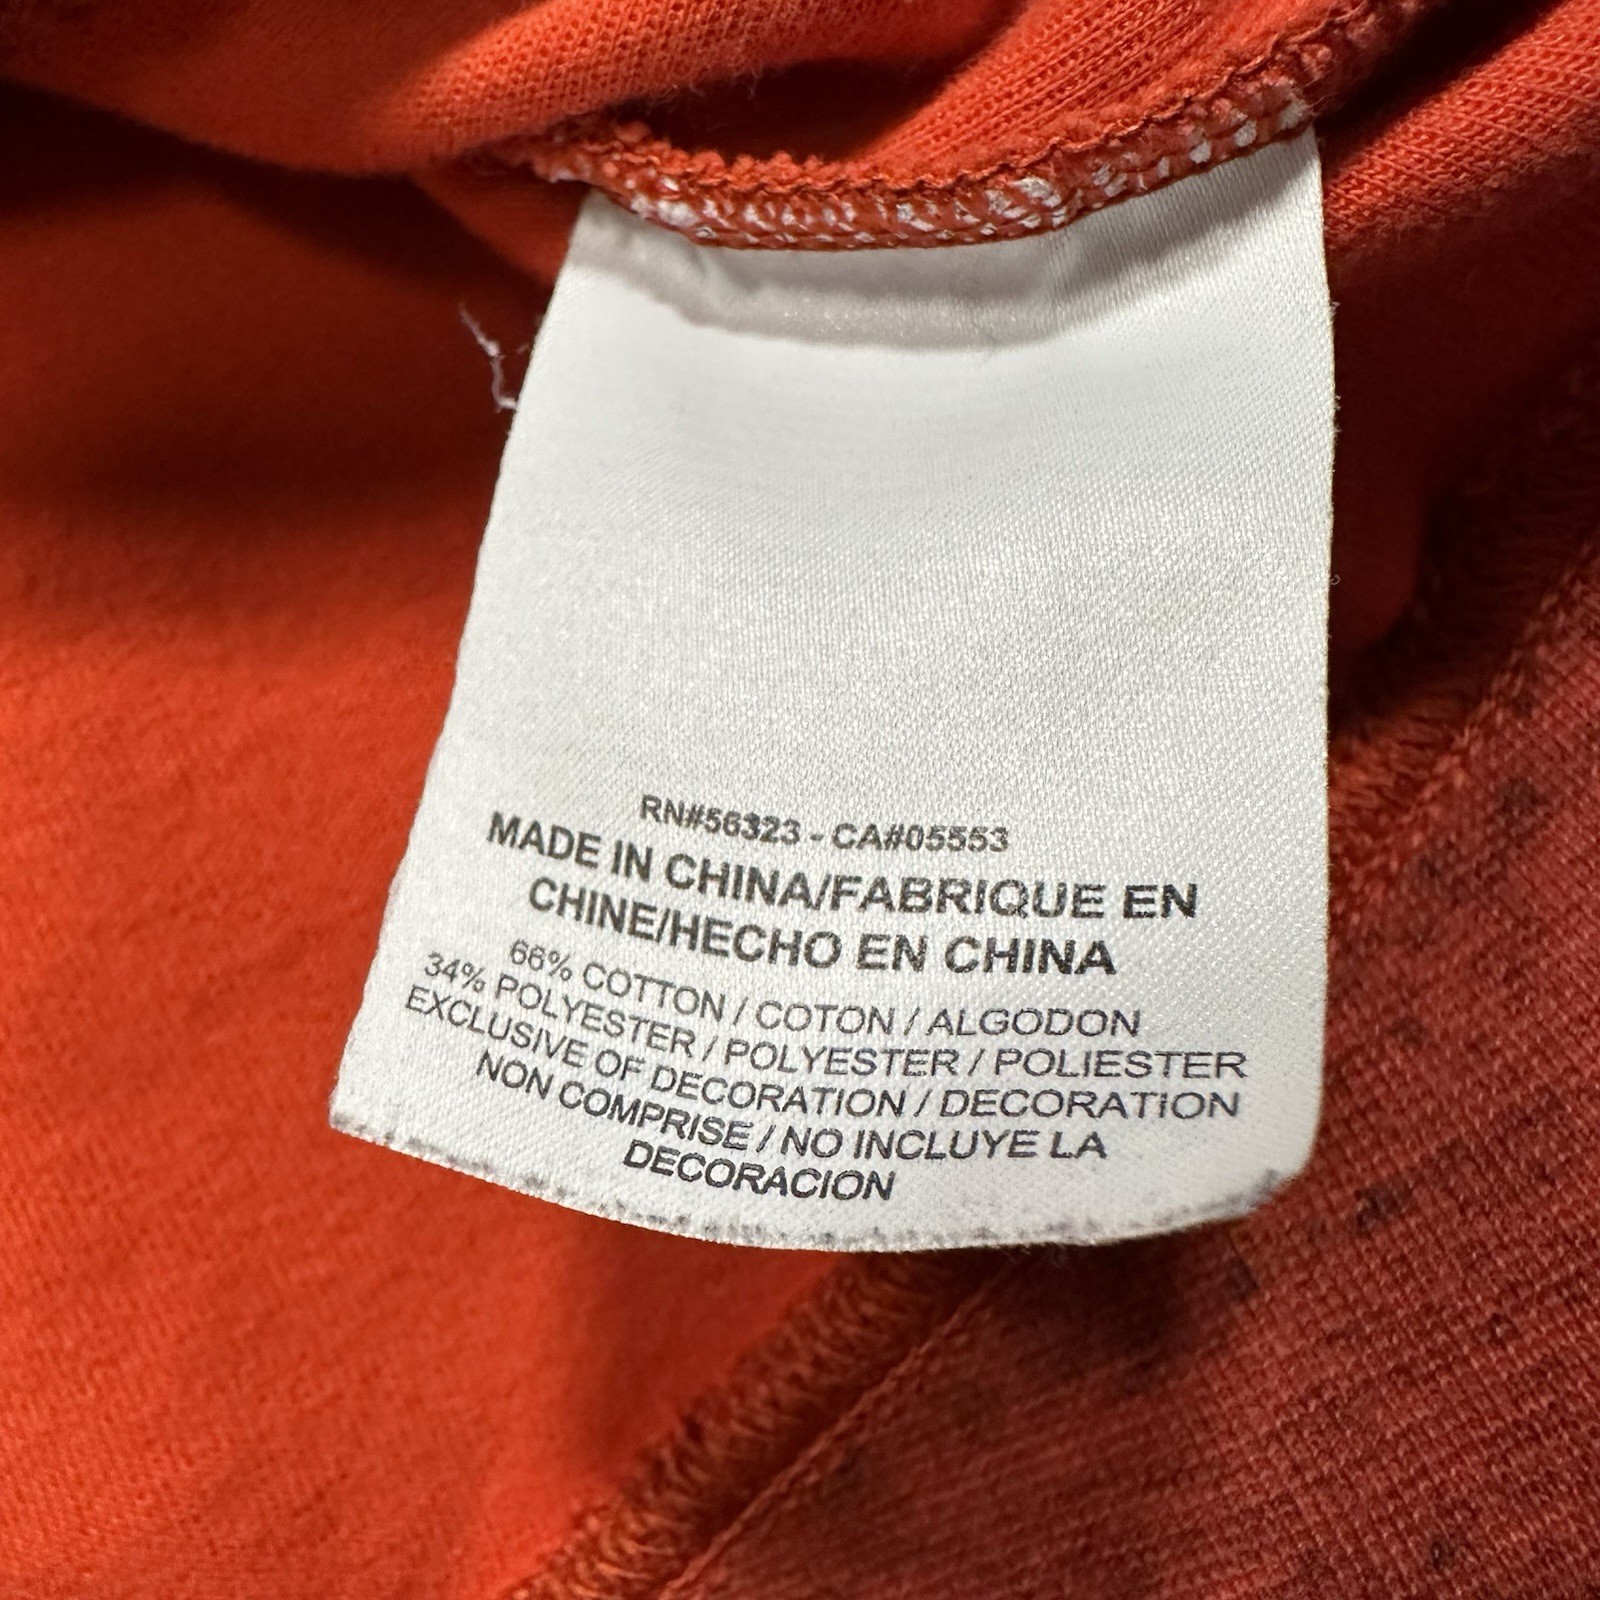 RN#56323 - CA#05553
MADE IN CHINA/FABRIQUE EN
CHINE/HECHO EN CHINA
66% COTTON / COTON / ALGODON
34% POLYESTER / POLYESTER / POLIESTER
EXCLUSIVE OF DECORATION / DECORATION
NON COMPRISE / NO INCLUYE LA
DECORACION